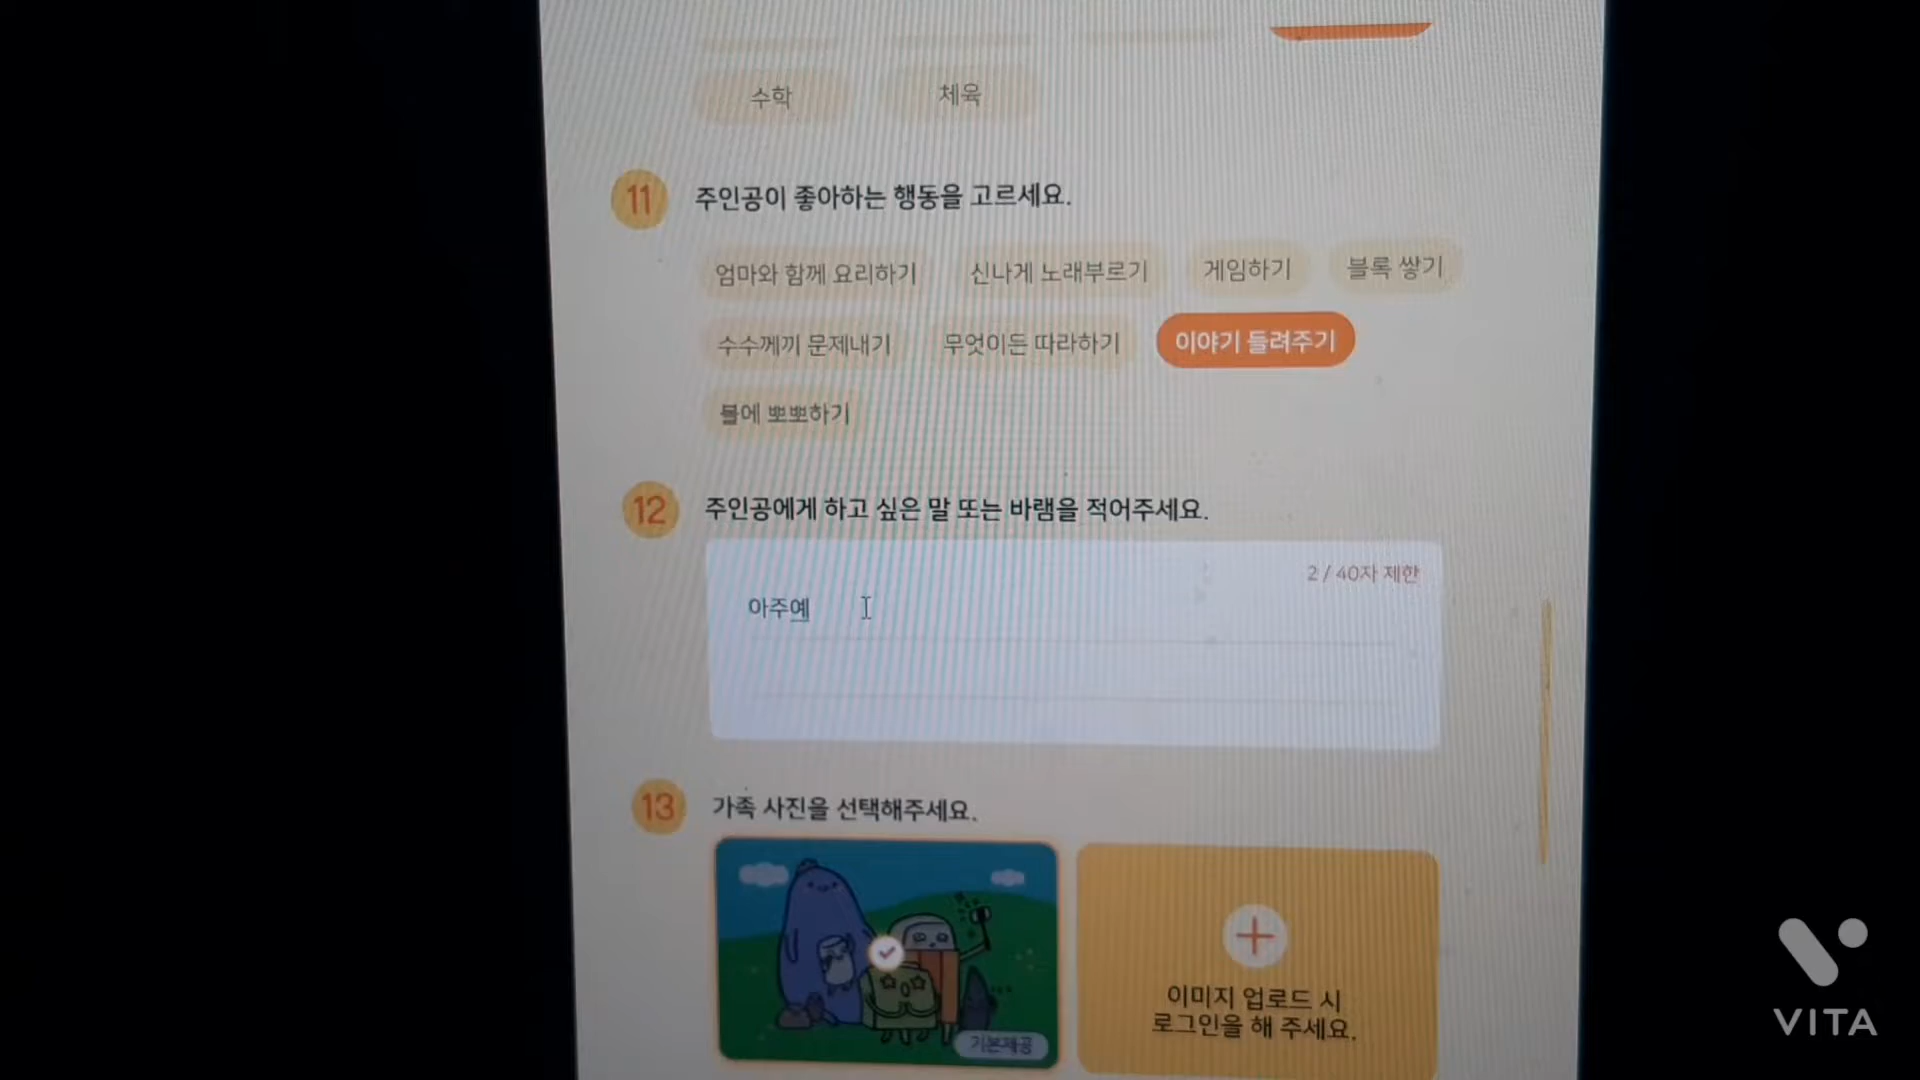 수학 체육
11 주인공이 좋아하는 행동을 고르세요.
엄마와 함께 요리하기 신나게 노래부르기 게임하기 블록 쌓기
수수께끼 문제내기 무엇이든 따라하기 이야기 들려주기
볼에 뽀뽀하기
12 주인공에게 하고 싶은 말 또는 바램을 적어주세요.
2 / 40자 제한
아주예
13 가족 사진을 선택해주세요.
기본제공
이미지 업로드 시
로그인을 해 주세요.
VITA